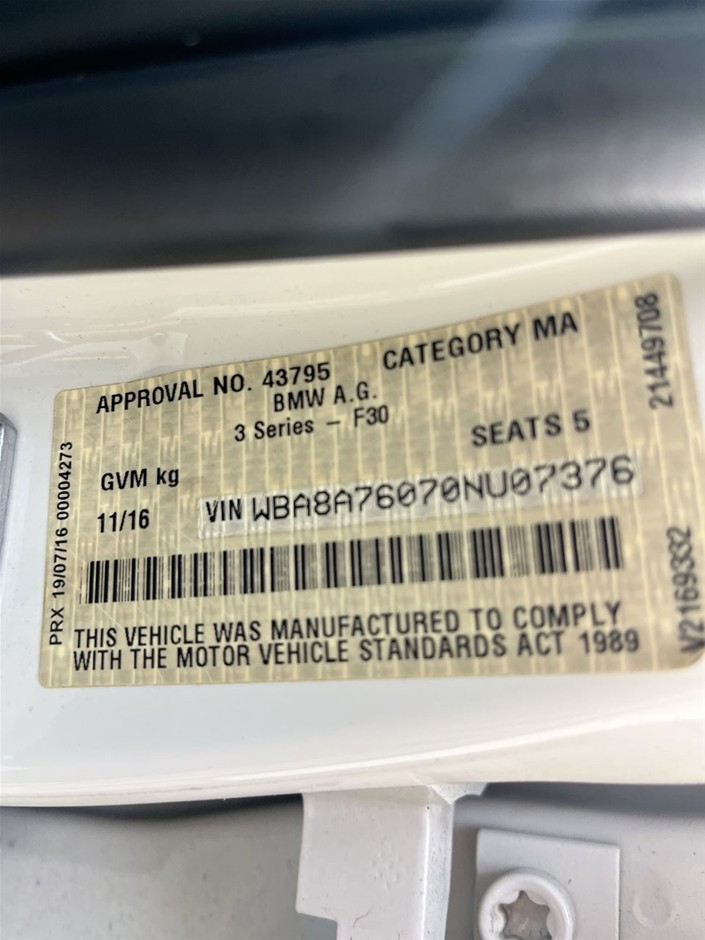 APPROVAL NO. 43795 CATEGORY MA
BMW A.G.
3 Series - F30
SEATS 5
GVM kg
11/16
VIN WBA8A76070NU07376
THIS VEHICLE WAS MANUFACTURED TO COMPLY
WITH THE MOTOR VEHICLE STANDARDS ACT 1989
PRX 19/07/16 00004273
21449708
V2169332